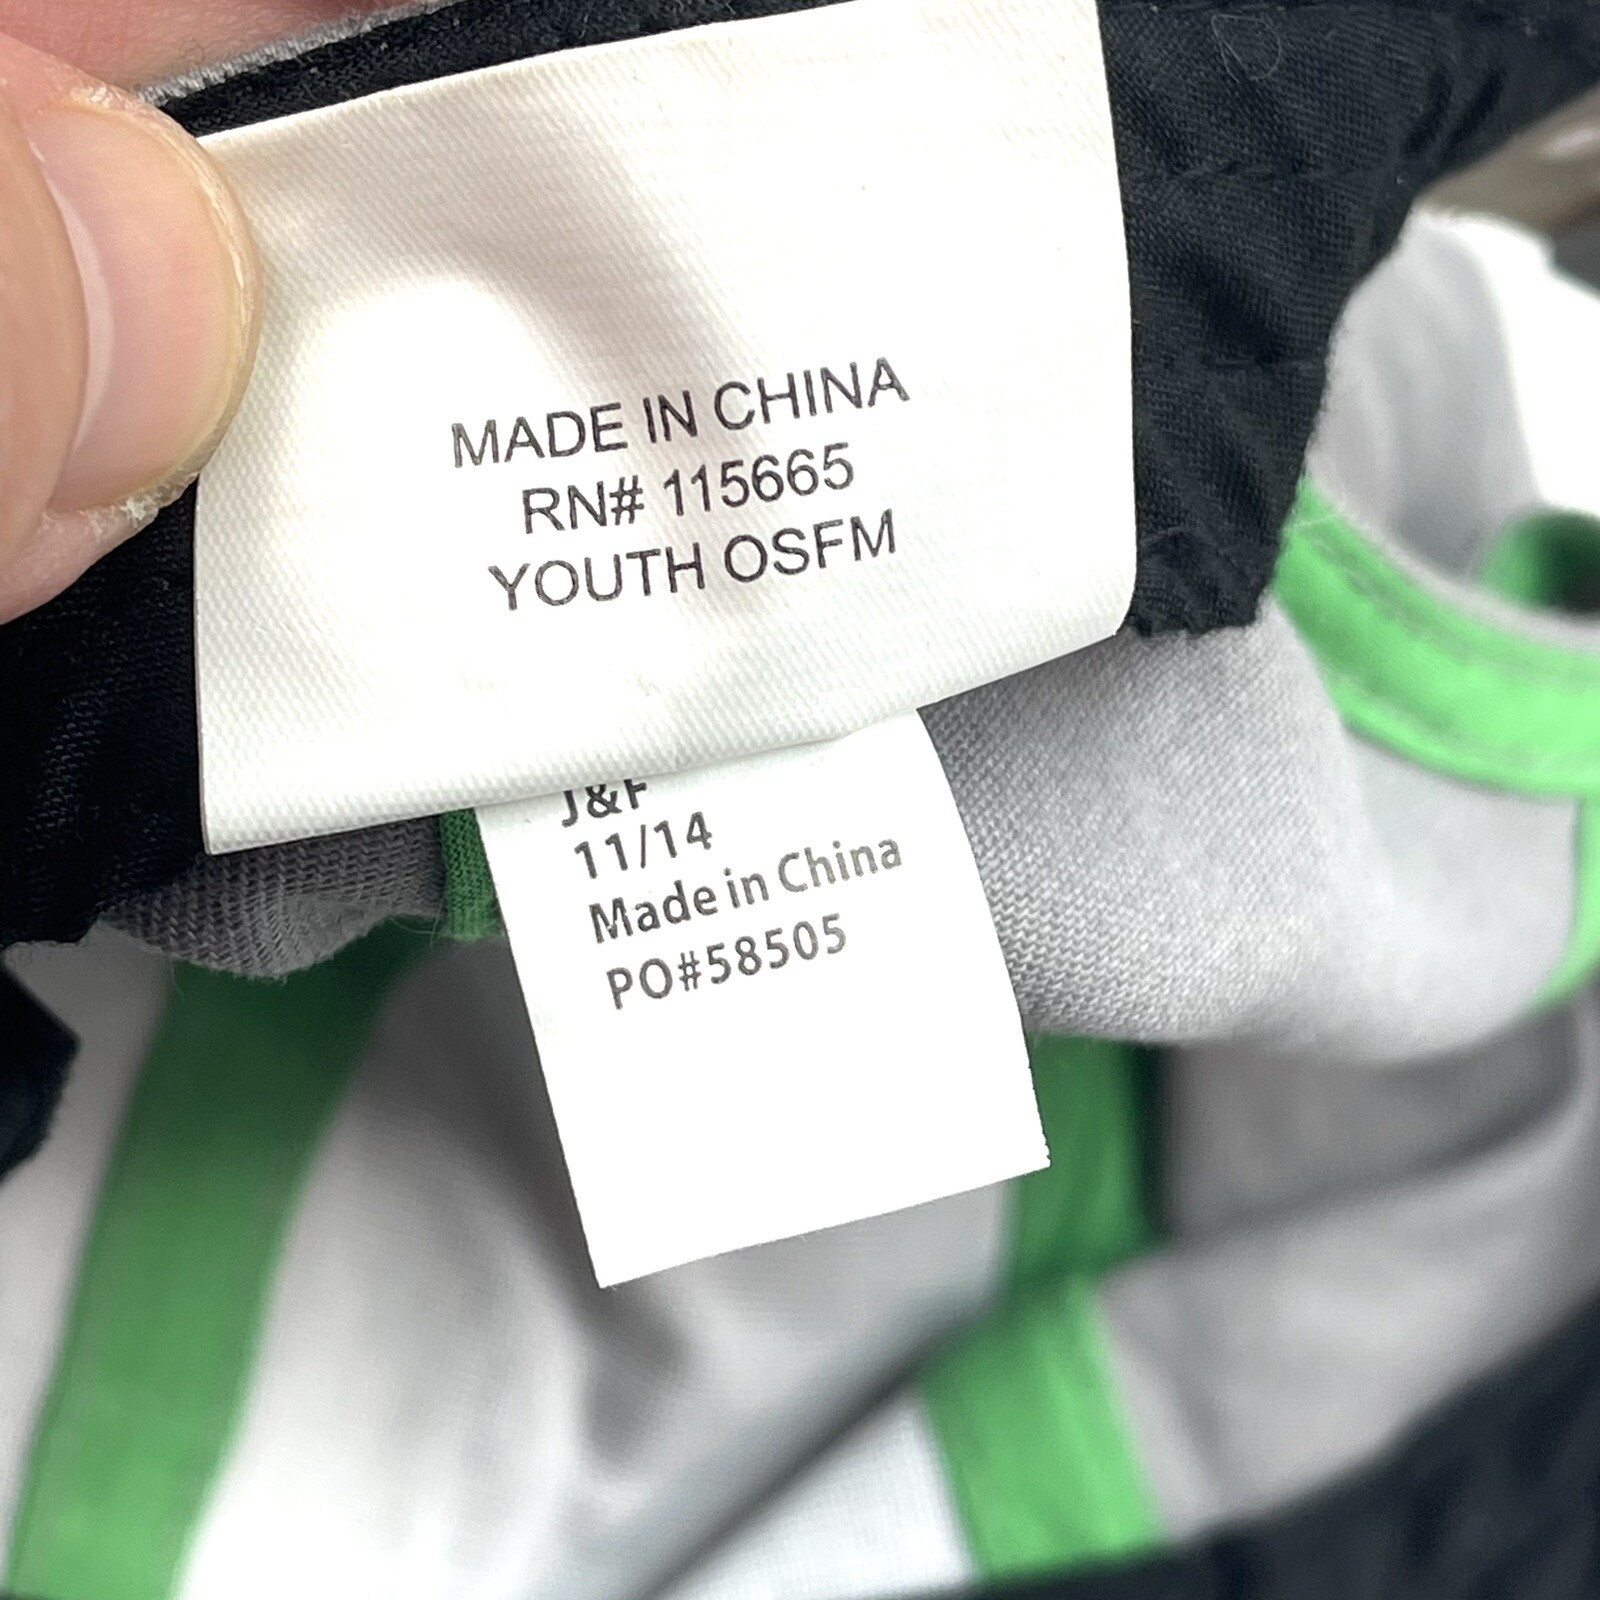 MADE IN CHINA
RN# 115665
YOUTH OSFM
J&F
11/14
Made in China
PO#58505